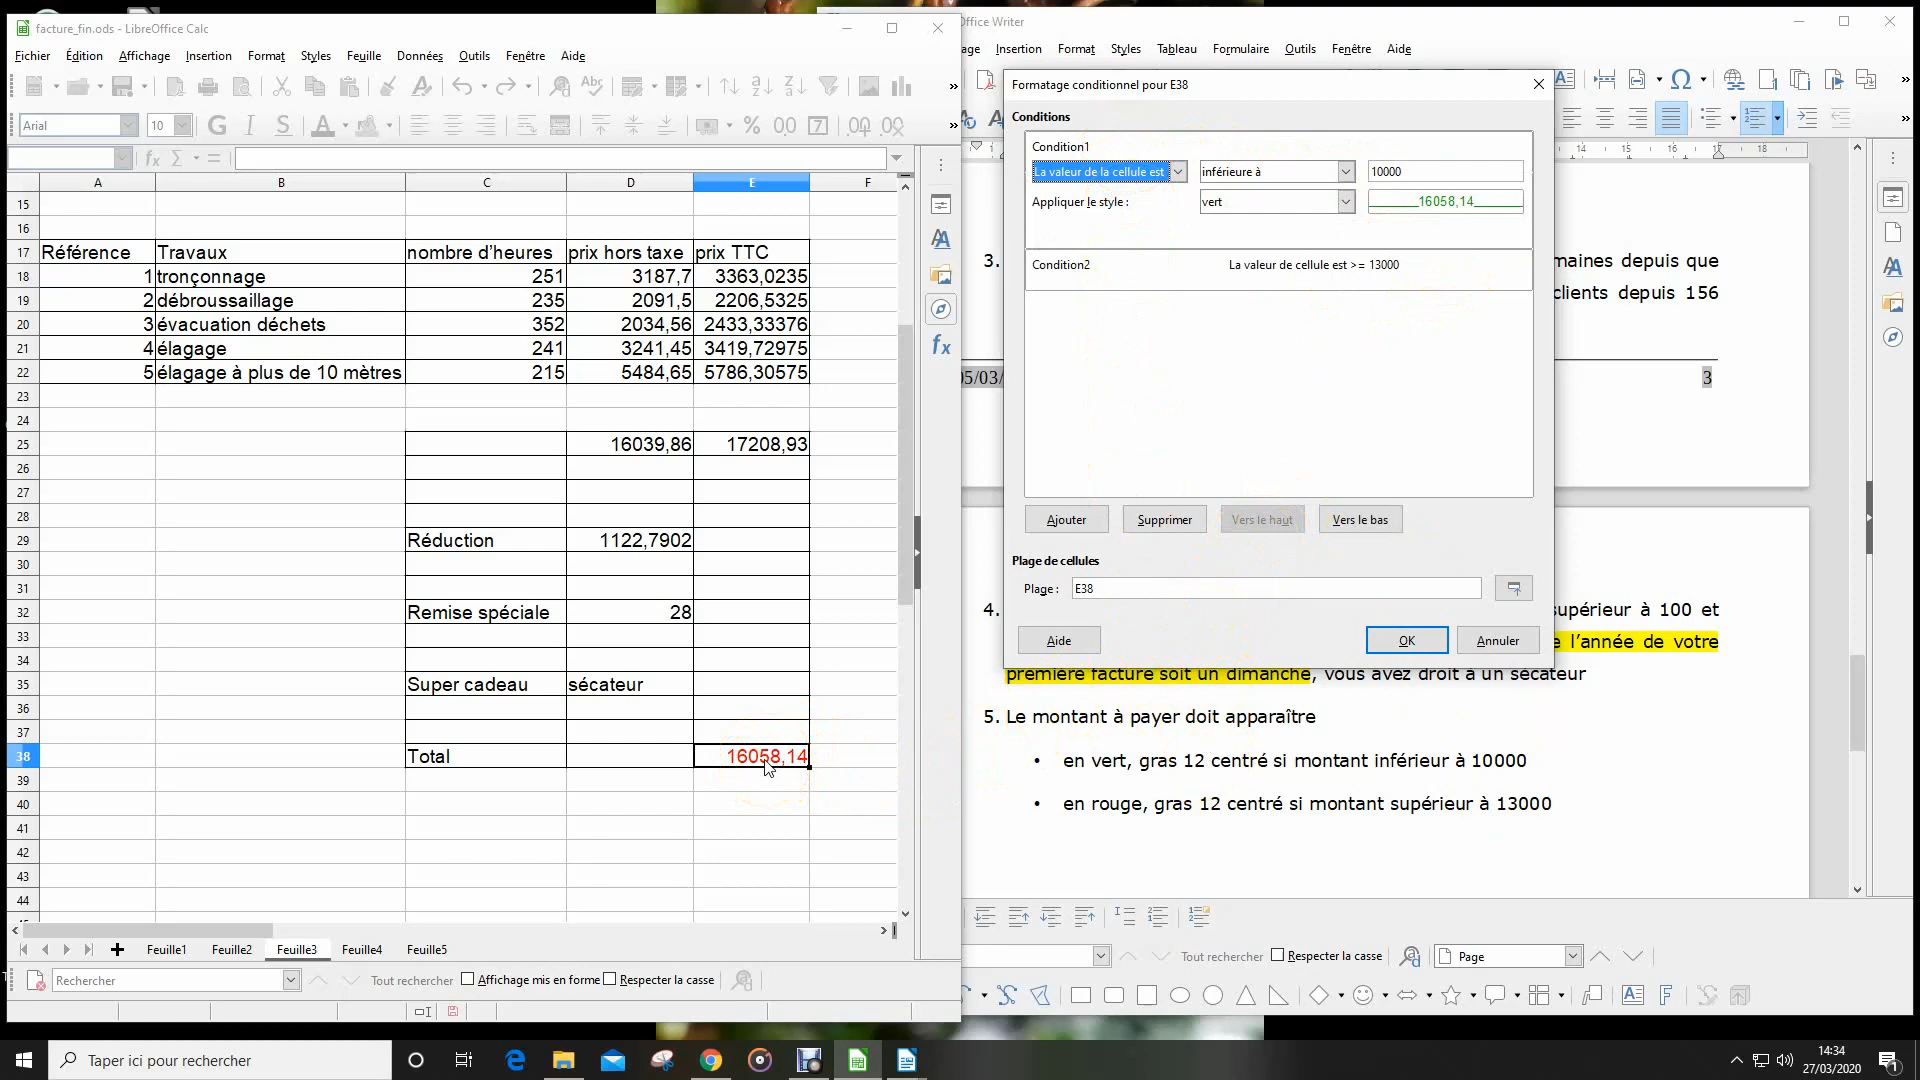 facture_fin.ods - LibreOffice Calc
Fichier Édition Affichage Insertion Format Styles Feuille Données Outils Fenêtre Aide
Arial 10
A B C D E F
15
16
17 Référence Travaux nombre d'heures prix hors taxe prix TTC
18 1 tronçonnage 251 3187,7 3363,0235
19 2 débroussaillage 235 2091,5 2206,5325
20 3 évacuation déchets 352 2034,56 2433,33376
21 4 élagage 241 3241,45 3419,72975
22 5 élagage à plus de 10 mètres 215 5484,65 5786,30575
23
24
25 16039,86 17208,93
26
27
28
29 Réduction 1122,7902
30
31
32 Remise spéciale 28
33
34
35 Super cadeau sécateur
36
37
38 Total 16058,14
39
40
41
42
43
44
Feuille1 Feuille2 Feuille3 Feuille4 Feuille5
Rechercher Tout rechercher Affichage mis en forme Respecter la casse
Office Writer
age Insertion Format Styles Tableau Formulaire Outils Fenêtre Aide
14 15 16 17 18
Formatage conditionnel pour E38
Conditions
Condition1
La valeur de la cellule est inférieure à 10000
Appliquer le style : vert 16058,14
Condition2 La valeur de cellule est >= 13000
Ajouter Supprimer Vers le haut Vers le bas
Plage de cellules
Plage : E38
Aide OK Annuler
3. maines depuis que
clients depuis 156
05/03/ 3
4. upérieur à 100 et
e l'année de votre
première facture soit un dimanche, vous avez droit à un sécateur
5. Le montant à payer doit apparaître
• en vert, gras 12 centré si montant inférieur à 10000
• en rouge, gras 12 centré si montant supérieur à 13000
Tout rechercher Respecter la casse Page
Taper ici pour rechercher
14:34
27/03/2020